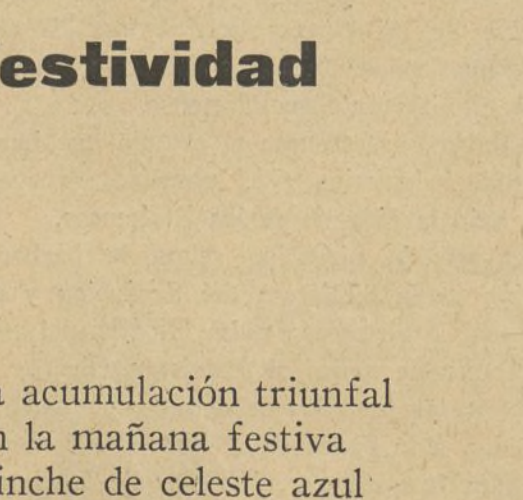 estividad
acumulación triunfal
la mañana festiva
inche de celeste azul